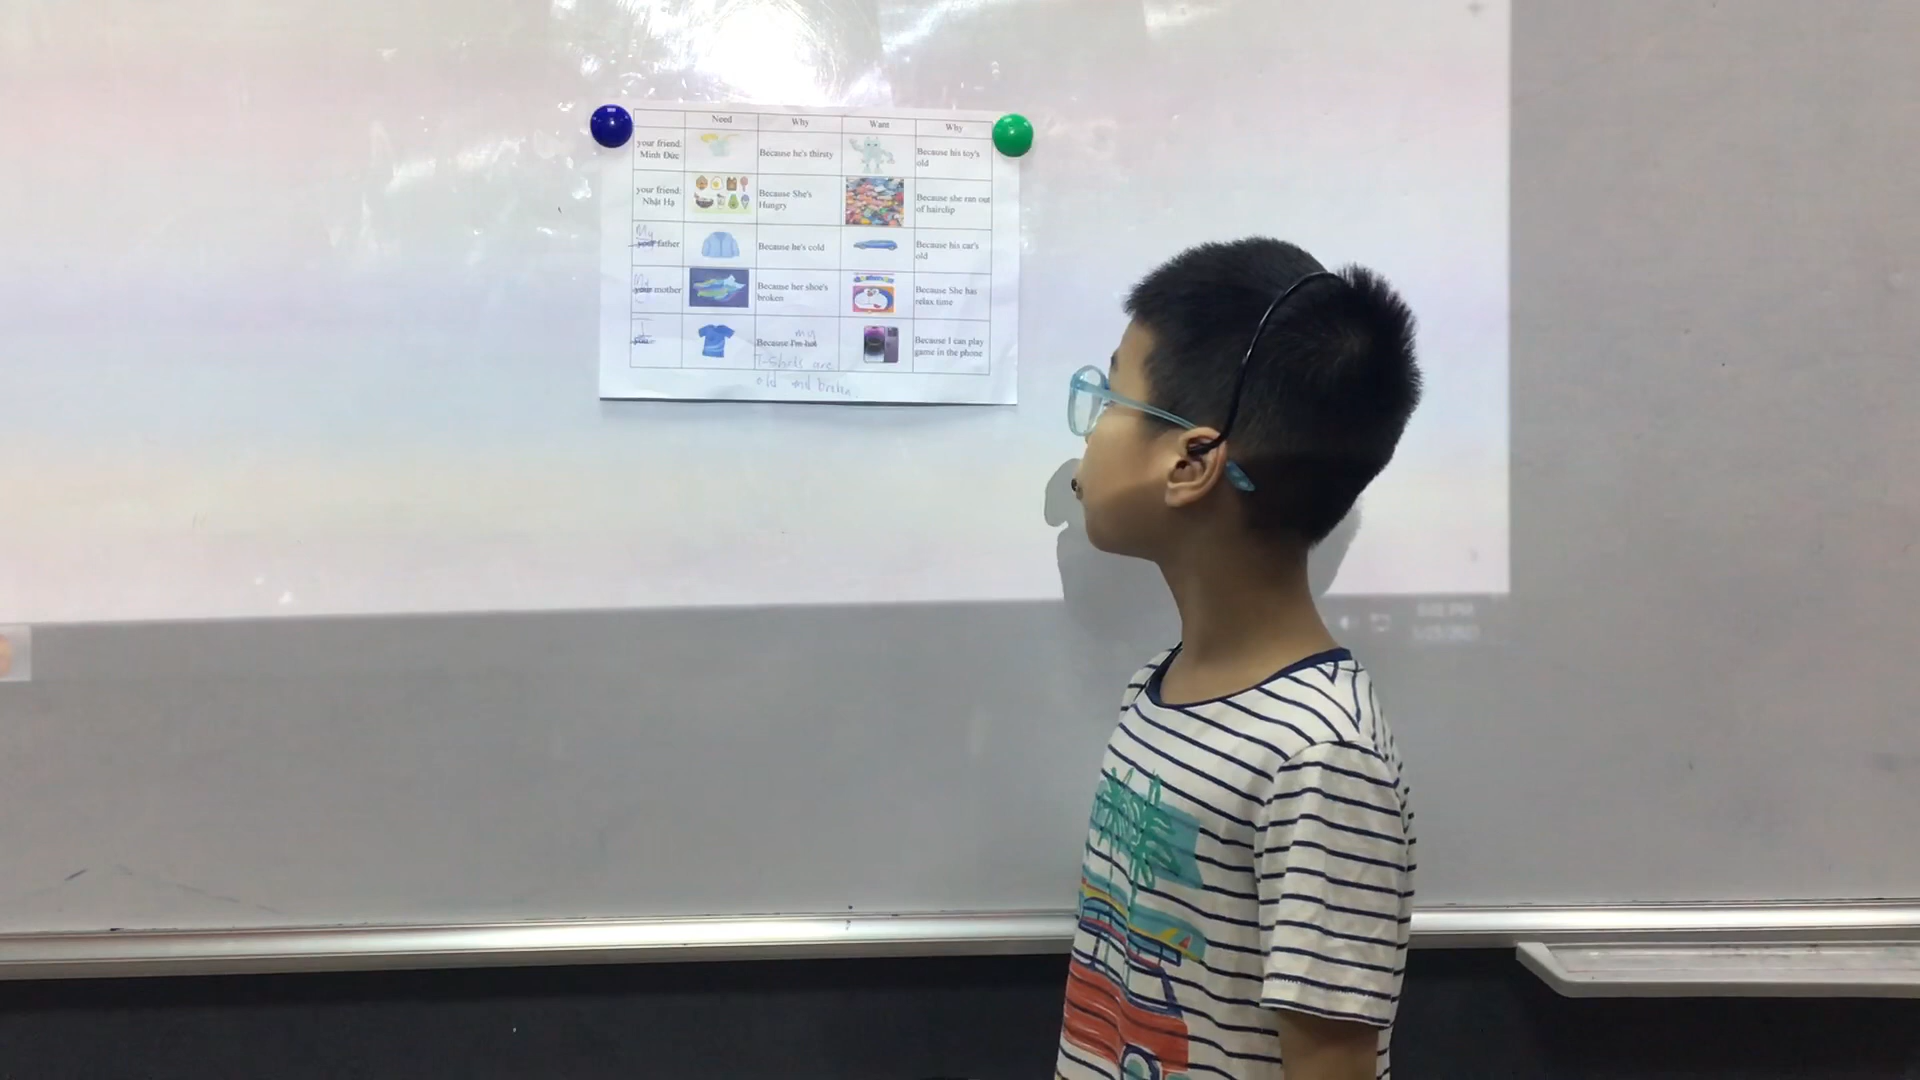 Need Why Want Why
your friend:
Minh Đức
Because he's thirsty
Because his toy's
old
your friend:
Nhật Hạ
Because She's
Hungry
Because she ran out
of hairclip
My
your father
Because he's cold
Because his car's
old
My
your mother
Because her shoe's
broken
Because She has
relax time
I
you
my
Because I'm hot
T-Shirts are
old and broken.
Because I can play
game in the phone